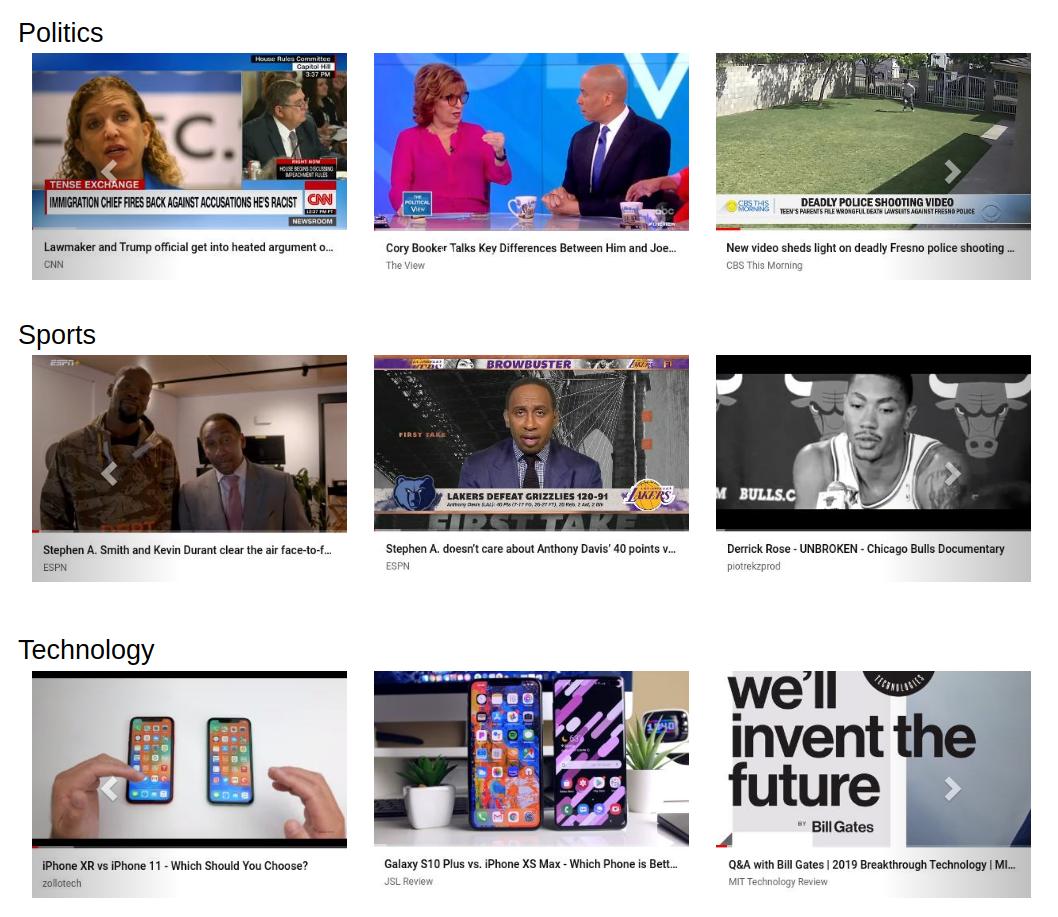 Politics
House Rules Committee
Capitol Hill
3:37 PM
TENSE EXCHANGE
RIGHT NOW
HOUSE BEGINS DISCUSSING
IMPEACHMENT RULES
IMMIGRATION CHIEF FIRES BACK AGAINST ACCUSATIONS HE'S RACIST
CNN
12:37 PM PT
NEWSROOM
Lawmaker and Trump official get into heated argument o...
CNN
THE
POLITICAL
VIEW
abc
Cory Booker Talks Key Differences Between Him and Joe...
The View
CBS THIS
MORNING
DEADLY POLICE SHOOTING VIDEO
TEEN'S PARENTS FILE WRONGFUL DEATH LAWSUITS AGAINST FRESNO POLICE
New video sheds light on deadly Fresno police shooting ...
CBS This Morning
Sports
ESPN+
Stephen A. Smith and Kevin Durant clear the air face-to-f...
ESPN
BROWBUSTER
FIRST TAKE
LAKERS DEFEAT GRIZZLIES 120-91
LAKERS
FIRST TAKE
Stephen A. doesn't care about Anthony Davis' 40 points v...
ESPN
BULLS.C
Derrick Rose - UNBROKEN - Chicago Bulls Documentary
piotrekzprod
Technology
iPhone XR vs iPhone 11 - Which Should You Choose?
zollotech
Galaxy S10 Plus vs. iPhone XS Max - Which Phone is Bett...
JSL Review
TECHNOLOGIES
we'll
invent the
future
BY Bill Gates
Q&A with Bill Gates | 2019 Breakthrough Technology | MI...
MIT Technology Review